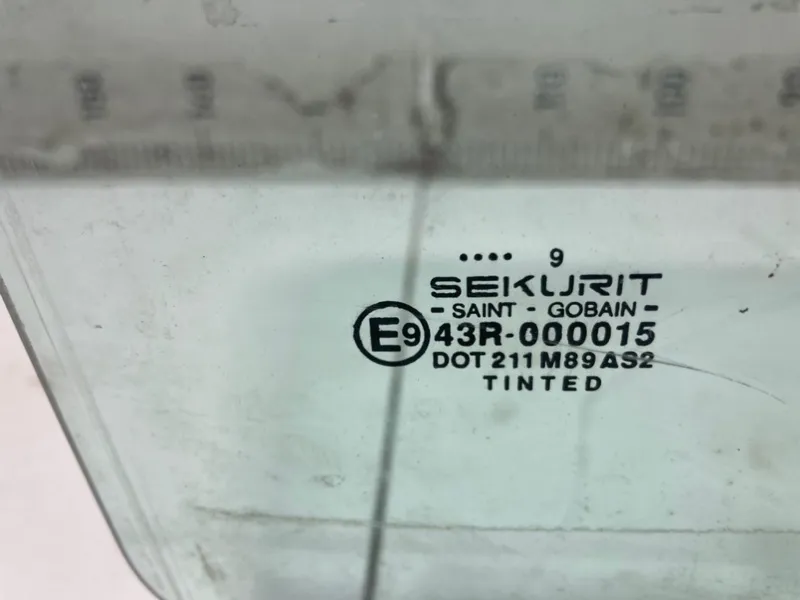 .... 9
SEKURIT
- SAINT - GOBAIN -
E9 43R-000015
DOT 211 M89 AS2
TINTED